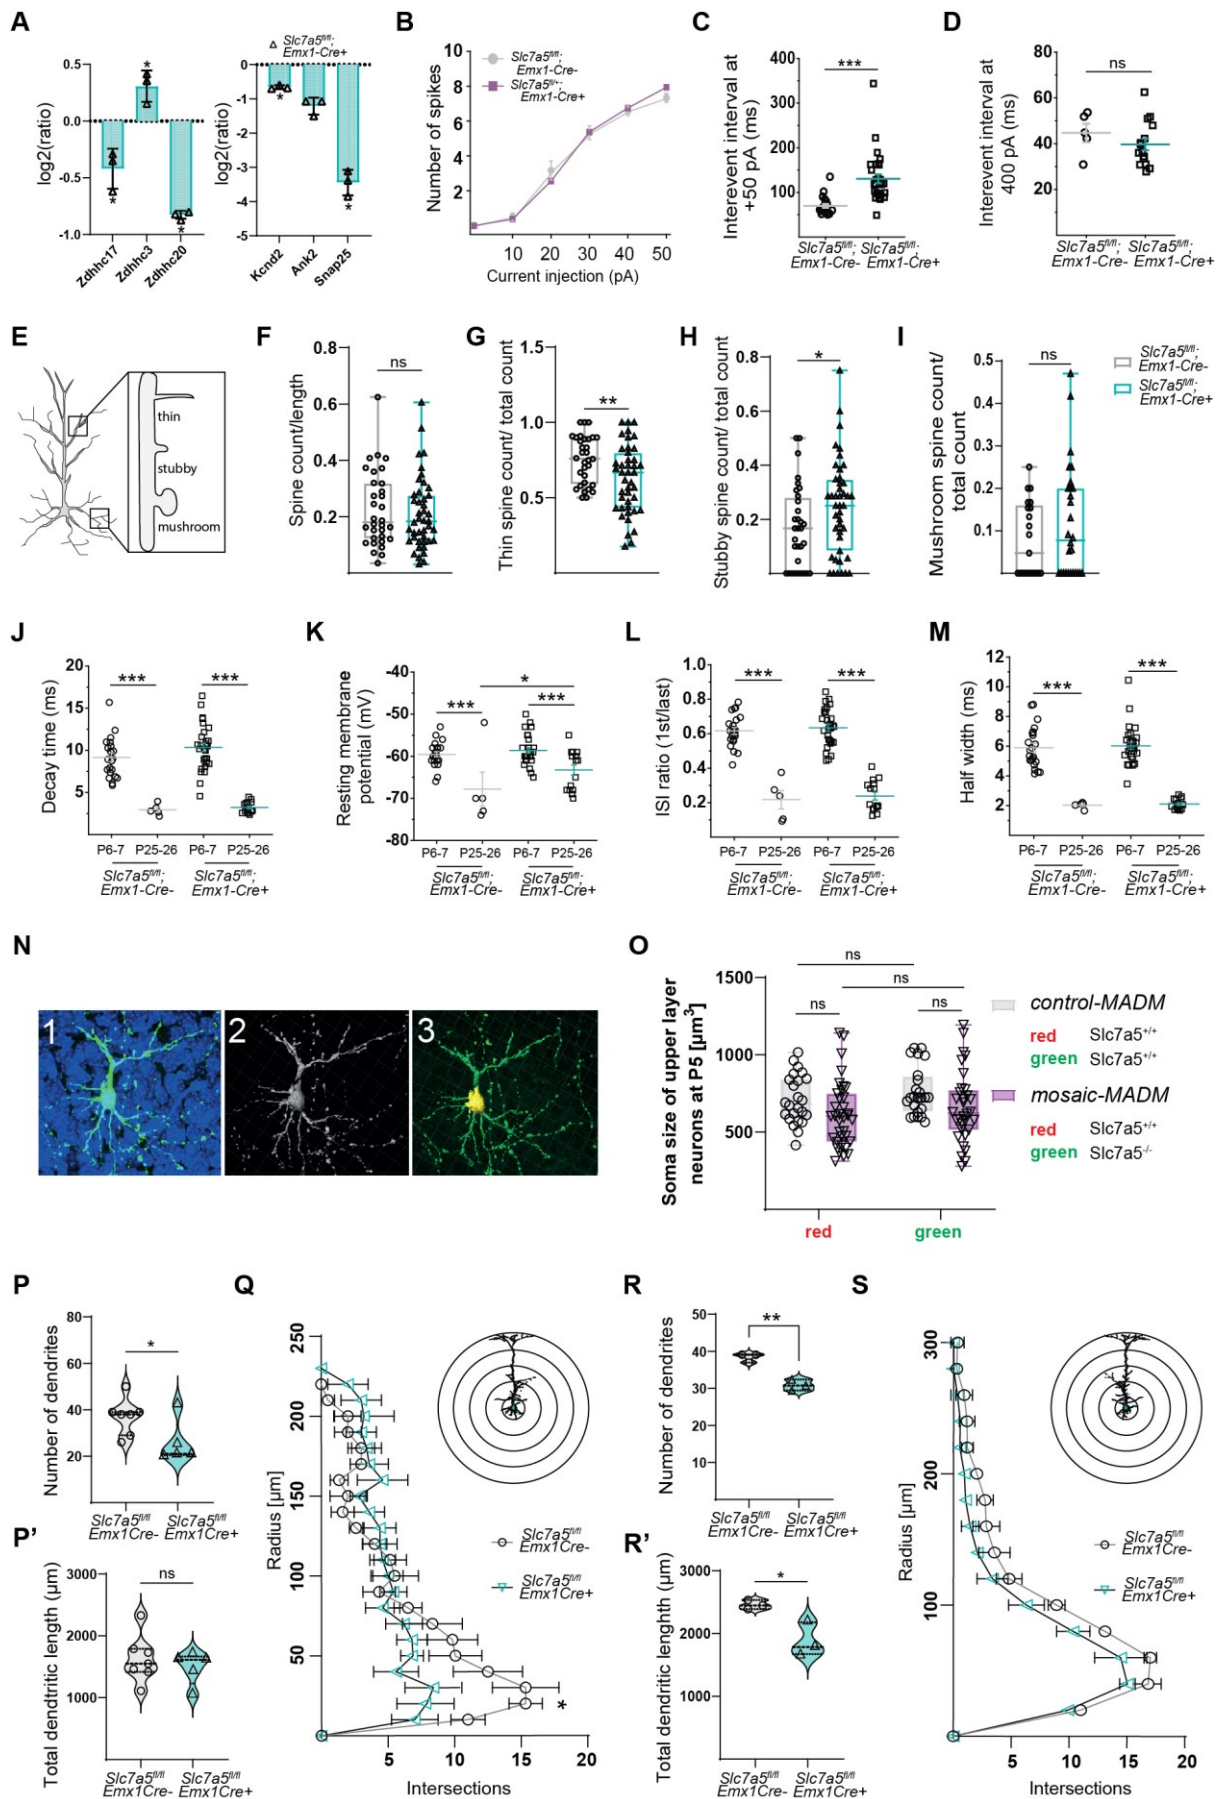 A
Slc7a5fl/fl;
Emx1-Cre+
log2(ratio)
0.5
0.0
-0.5
-1.0
*
*
*
Zdhhc17
Zdhhc3
Zdhhc20
log2(ratio)
0
-1
-2
-3
-4
-5
*
*
Kcnd2
Ank2
Snap25
B
Number of spikes
10
8
6
4
2
10
20
30
40
50
Current injection (pA)
Slc7a5fl/fl;
Emx1-Cre-
Slc7a5fl/+;
Emx1-Cre+
C
Interevent interval at
+50 pA (ms)
400
300
200
100
***
Slc7a5fl/fl;
Emx1-Cre-
Slc7a5fl/fl;
Emx1-Cre+
D
Interevent interval at
400 pA (ms)
80
60
40
20
ns
Slc7a5fl/fl;
Emx1-Cre-
Slc7a5fl/fl;
Emx1-Cre+
E
thin
stubby
mushroom
F
Spine count/length
0.8
0.6
0.4
0.2
ns
G
Thin spine count/ total count
1.5
1.0
0.5
**
H
Stubby spine count/ total count
0.8
0.6
0.4
0.2
*
I
Mushroom spine count/
total count
0.5
0.4
0.3
0.2
0.1
ns
Slc7a5fl/fl;
Emx1-Cre-
Slc7a5fl/fl;
Emx1-Cre+
J
Decay time (ms)
20
15
10
5
***
***
P6-7
P25-26
P6-7
P25-26
Slc7a5fl/fl;
Emx1-Cre-
Slc7a5fl/fl;
Emx1-Cre+
K
Resting membrane
potential (mV)
-40
-50
-60
-70
-80
***
*
***
P6-7
P25-26
P6-7
P25-26
Slc7a5fl/fl;
Emx1-Cre-
Slc7a5fl/fl;
Emx1-Cre+
L
ISI ratio (1st/last)
1.0
0.8
0.6
0.4
0.2
***
***
P6-7
P25-26
P6-7
P25-26
Slc7a5fl/fl;
Emx1-Cre-
Slc7a5fl/fl;
Emx1-Cre+
M
Half width (ms)
12
10
8
6
4
2
***
***
P6-7
P25-26
P6-7
P25-26
Slc7a5fl/fl;
Emx1-Cre-
Slc7a5fl/fl;
Emx1-Cre+
N
1
2
3
O
Soma size of upper layer
neurons at P5 [µm³]
1500
1000
500
ns
ns
ns
ns
red
green
control-MADM
red Slc7a5+/+
green Slc7a5+/+
mosaic-MADM
red Slc7a5+/+
green Slc7a5-/-
P
Number of dendrites
80
60
40
20
*
Slc7a5fl/fl
Emx1Cre-
Slc7a5fl/fl
Emx1Cre+
P’
Total dendtritic length (µm)
3000
2000
1000
ns
Slc7a5fl/fl
Emx1Cre-
Slc7a5fl/fl
Emx1Cre+
Q
Radius [µm]
250
200
150
100
50
*
5
10
15
20
Intersections
Slc7a5fl/fl
Emx1Cre-
Slc7a5fl/fl
Emx1Cre+
R
Number of dendrites
50
40
30
20
10
**
Slc7a5fl/fl
Emx1Cre-
Slc7a5fl/fl
Emx1Cre+
R’
Total dendritic length (µm)
3000
2000
1000
*
Slc7a5fl/fl
Emx1Cre-
Slc7a5fl/fl
Emx1Cre+
S
Radius [µm]
300
200
100
5
10
15
20
Intersections
Slc7a5fl/fl
Emx1Cre-
Slc7a5fl/fl
Emx1Cre+